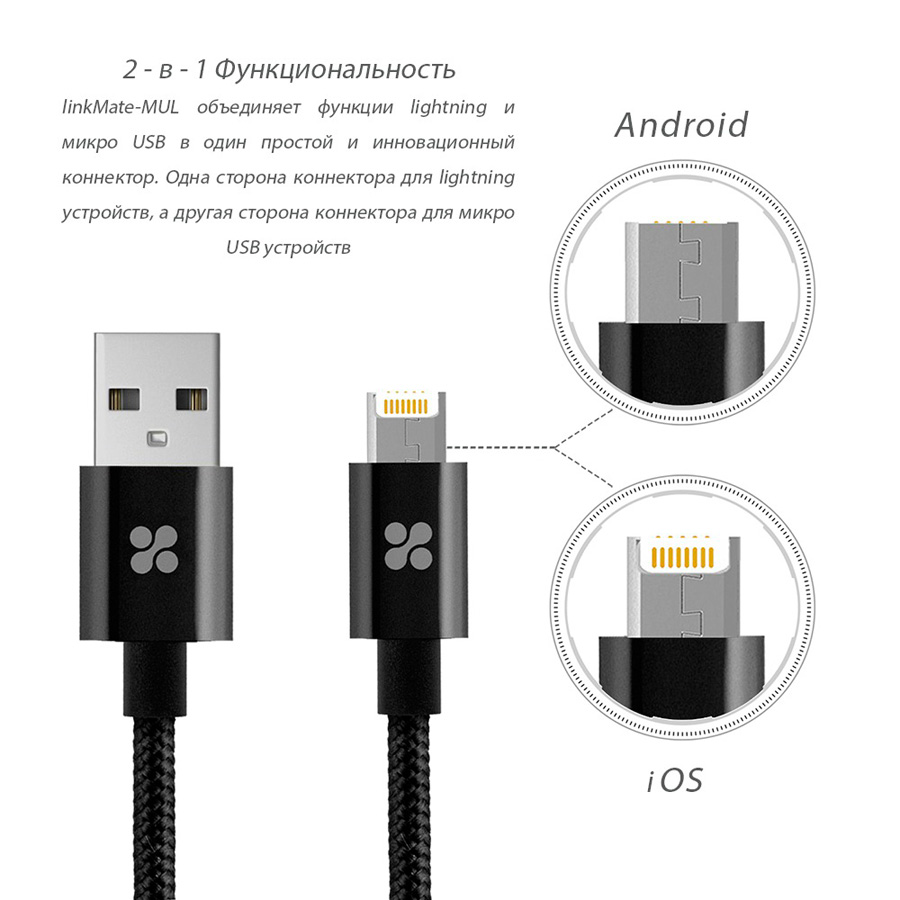 2 - в - 1 Функциональность
linkMate-MUL объединяет функции lightning и
микро USB в один простой и инновационный
коннектор. Одна сторона коннектора для lightning
устройств, а другая сторона коннектора для микро
USB устройств
Android
iOS